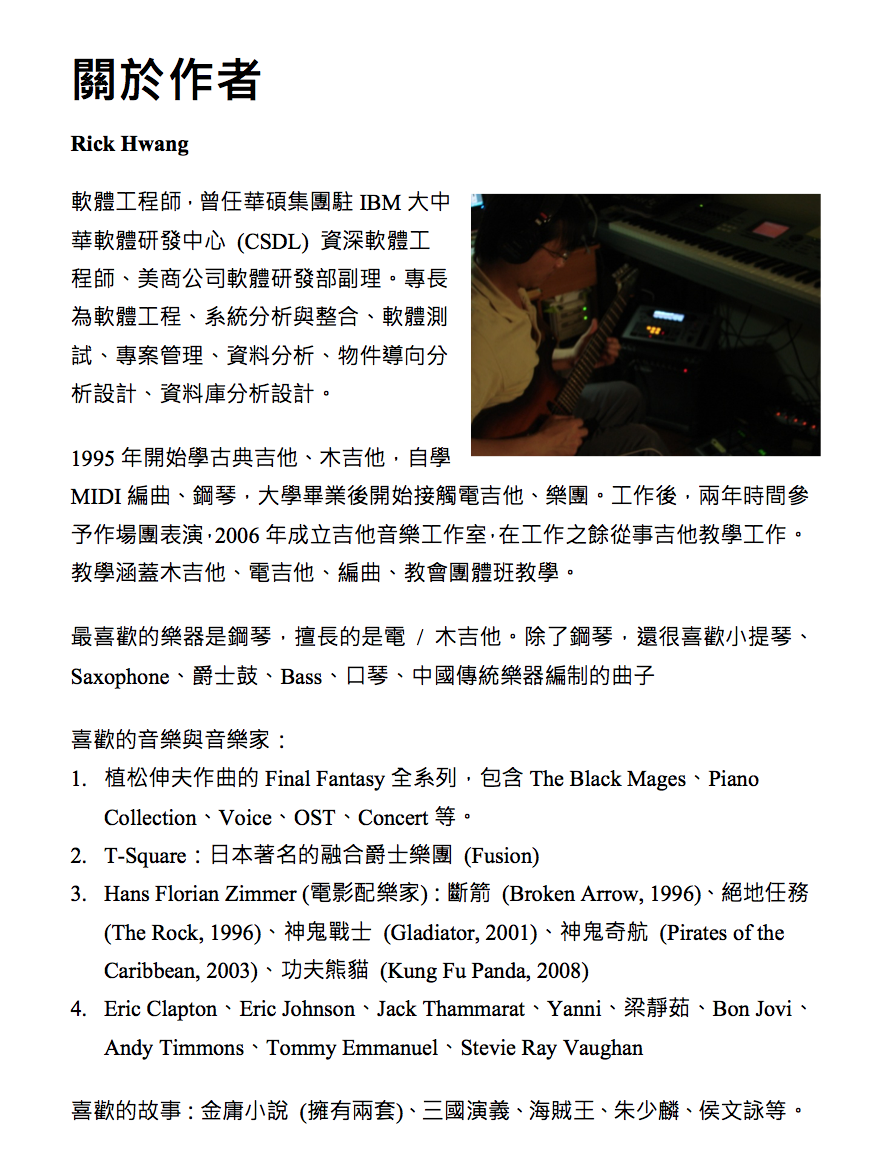 關於作者
Rick Hwang
軟體工程師，曾任華碩集團駐 IBM 大中
華軟體研發中心 (CSDL) 資深軟體工
程師、美商公司軟體研發部副理。專長
為軟體工程、系統分析與整合、軟體測
試、專案管理、資料分析、物件導向分
析設計、資料庫分析設計。
1995 年開始學古典吉他、木吉他，自學
MIDI 編曲、鋼琴，大學畢業後開始接觸電吉他、樂團。工作後，兩年時間參
予作場團表演，2006 年成立吉他音樂工作室，在工作之餘從事吉他教學工作。
教學涵蓋木吉他、電吉他、編曲、教會團體班教學。
最喜歡的樂器是鋼琴，擅長的是電 / 木吉他。除了鋼琴，還很喜歡小提琴、
Saxophone、爵士鼓、Bass、口琴、中國傳統樂器編制的曲子
喜歡的音樂與音樂家：
1. 植松伸夫作曲的 Final Fantasy 全系列，包含 The Black Mages、Piano
Collection、Voice、OST、Concert 等。
2. T-Square：日本著名的融合爵士樂團 (Fusion)
3. Hans Florian Zimmer (電影配樂家)：斷箭 (Broken Arrow, 1996)、絕地任務
(The Rock, 1996)、神鬼戰士 (Gladiator, 2001)、神鬼奇航 (Pirates of the
Caribbean, 2003)、功夫熊貓 (Kung Fu Panda, 2008)
4. Eric Clapton、Eric Johnson、Jack Thammarat、Yanni、梁靜茹、Bon Jovi、
Andy Timmons、Tommy Emmanuel、Stevie Ray Vaughan
喜歡的故事：金庸小說 (擁有兩套)、三國演義、海賊王、朱少麟、侯文詠等。